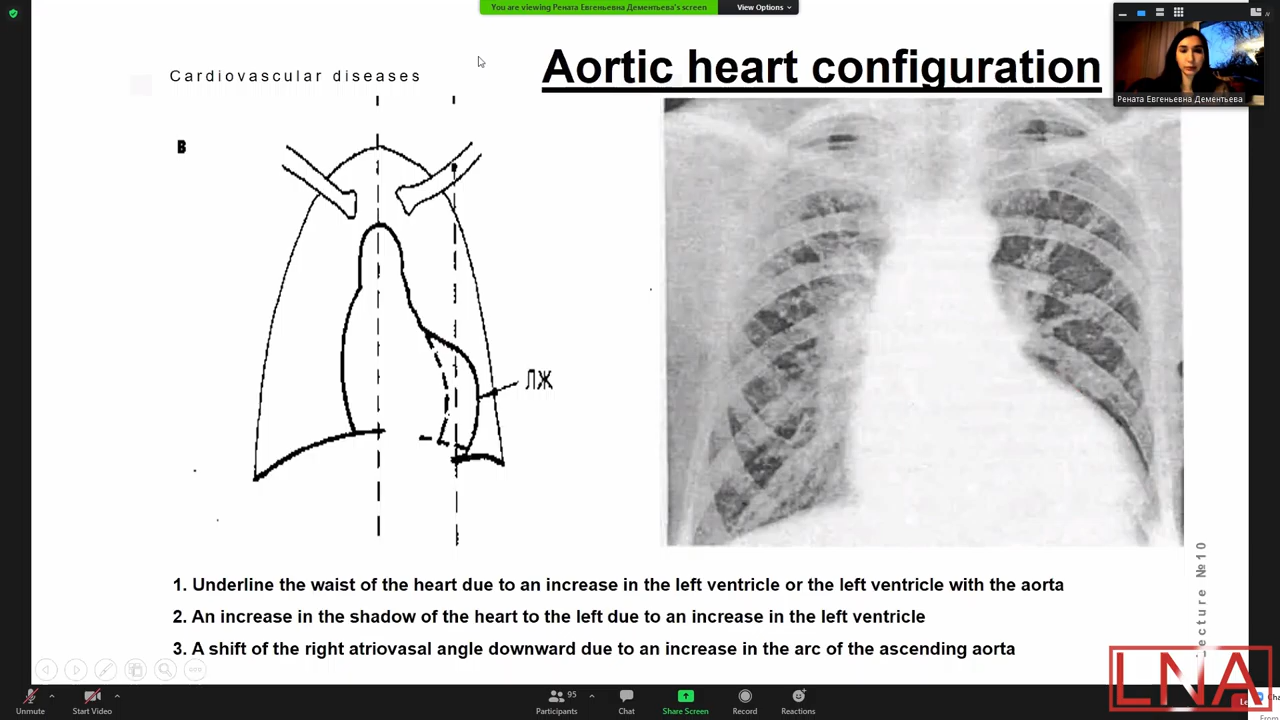 You are viewing Рената Евгеньевна Дементьева's screen
View Options
Cardiovascular diseases
Aortic heart configuration
Рената Евгеньевна Дементьева
В
ЛЖ
1. Underline the waist of the heart due to an increase in the left ventricle or the left ventricle with the aorta
2. An increase in the shadow of the heart to the left due to an increase in the left ventricle
3. A shift of the right atriovasal angle downward due to an increase in the arc of the ascending aorta
Lecture №10
LNA
Unmute
Start Video
Participants
95
Chat
Share Screen
Record
Reactions